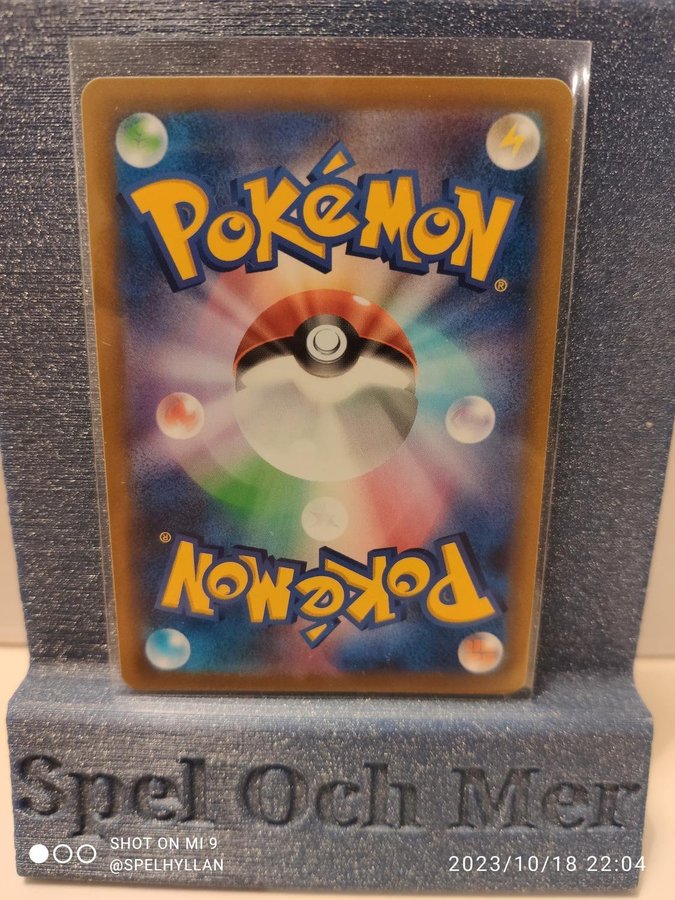 POKéMON
®
®
POKéMON
Spel Och Mer
SHOT ON MI 9
@SPELHYLLAN
2023/10/18 22:04